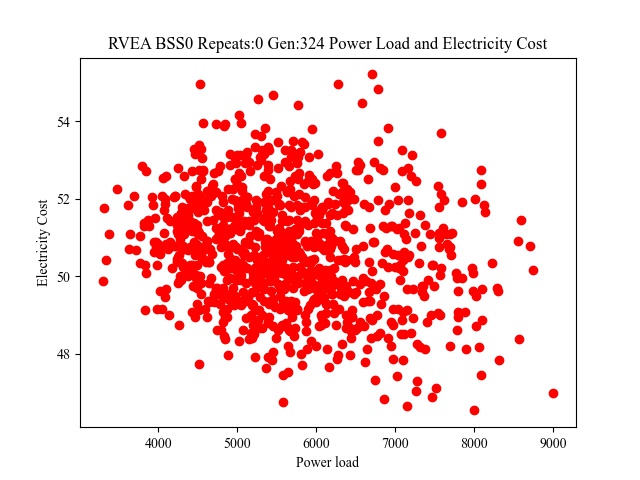 RVEA BSS0 Repeats:0 Gen:324 Power Load and Electricity Cost
54
52
50
48
Electricity Cost
4000 5000 6000 7000 8000 9000
Power load